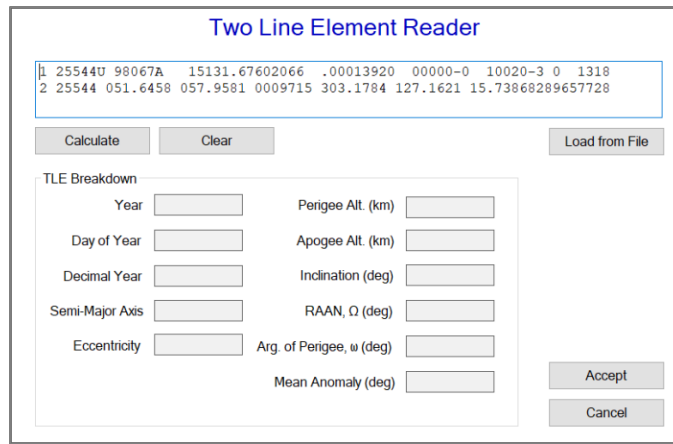 Two Line Element Reader
1 25544U 98067A   15131.67602066  .00013920  00000-0  10020-3 0  1318
2 25544 051.6458 057.9581 0009715 303.1784 127.1621 15.73868289657728
Calculate Clear Load from File
TLE Breakdown
Year Perigee Alt. (km)
Day of Year Apogee Alt. (km)
Decimal Year Inclination (deg)
Semi-Major Axis RAAN, Ω (deg)
Eccentricity Arg. of Perigee, ω (deg)
Mean Anomaly (deg)
Accept
Cancel